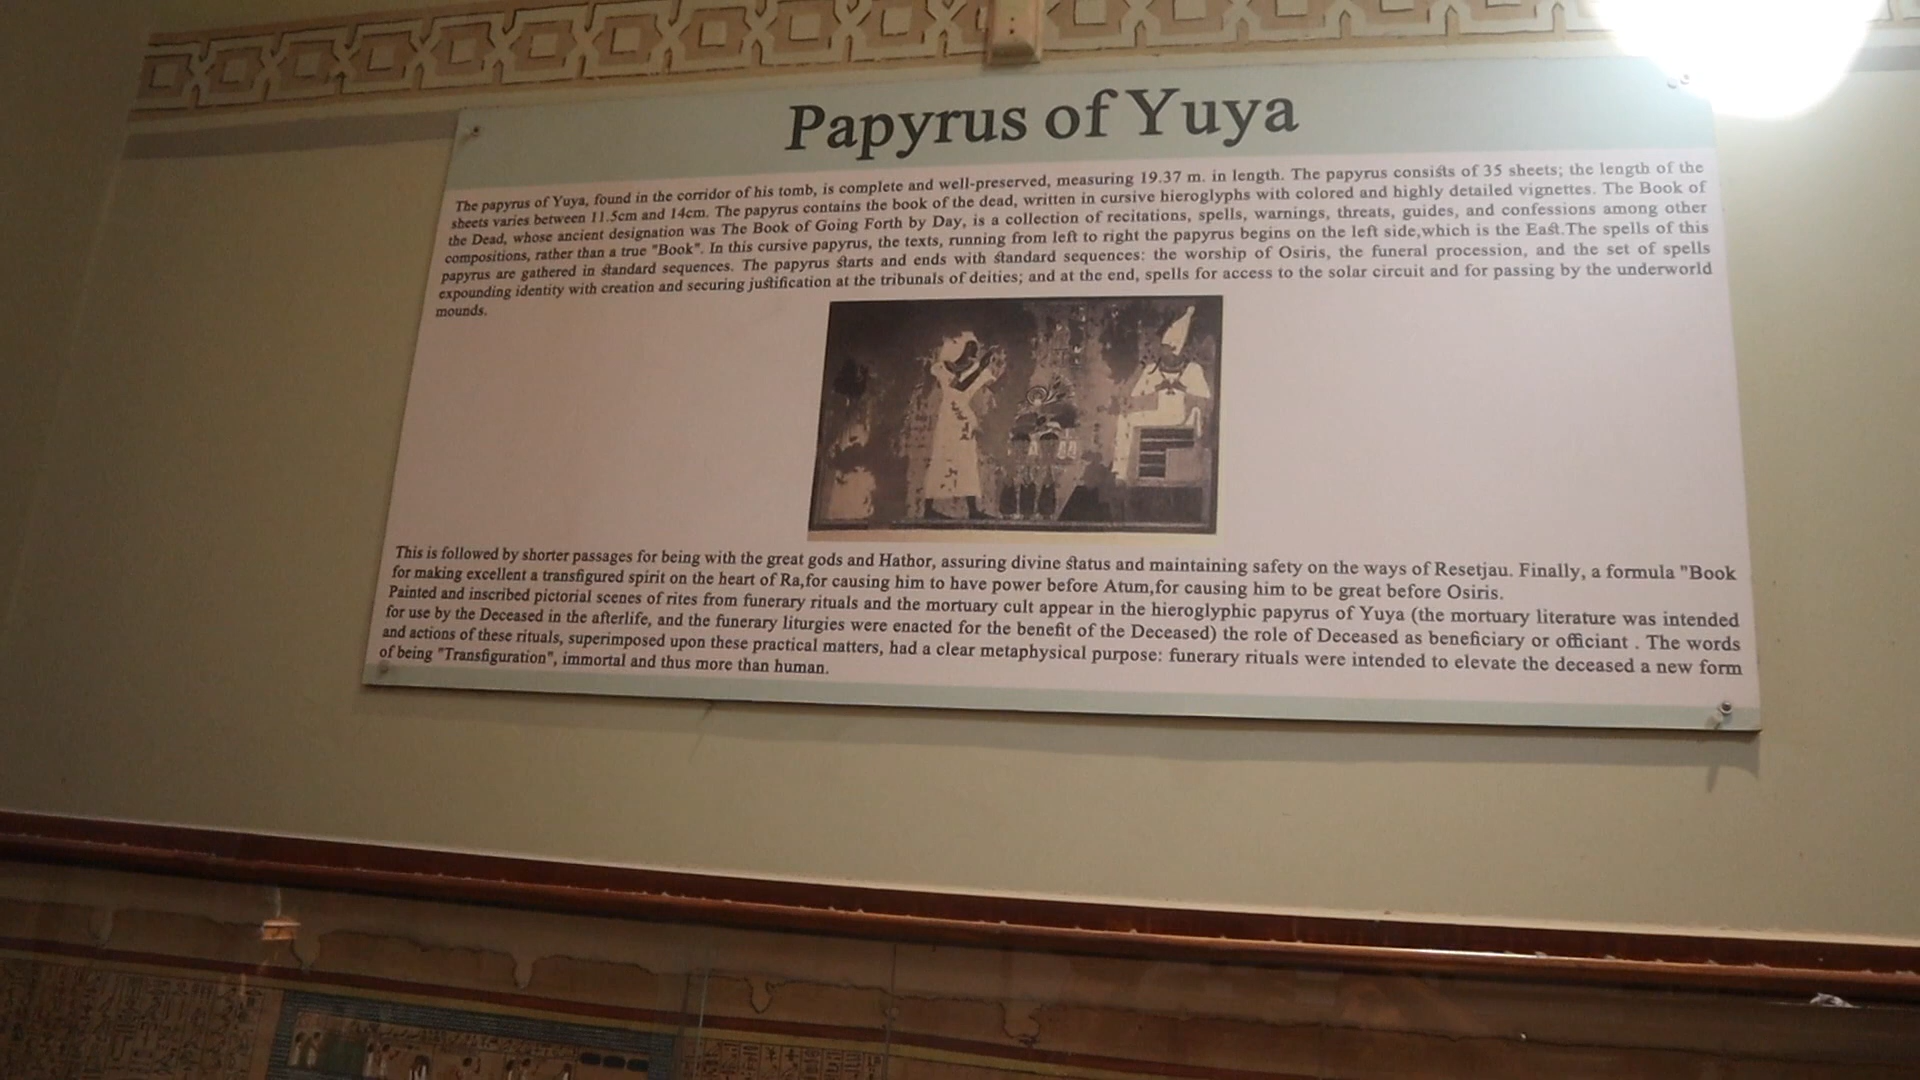 Papyrus of Yuya
The papyrus of Yuya, found in the corridor of his tomb, is complete and well-preserved, measuring 19.37 m. in length. The papyrus consists of 35 sheets; the length of the
sheets varies between 11.5cm and 14cm. The papyrus contains the book of the dead, written in cursive hieroglyphs with colored and highly detailed vignettes. The Book of
the Dead, whose ancient designation was The Book of Going Forth by Day, is a collection of recitations, spells, warnings, threats, guides, and confessions among other
compositions, rather than a true "Book". In this cursive papyrus, the texts, running from left to right the papyrus begins on the left side,which is the East.The spells of this
papyrus are gathered in standard sequences. The papyrus starts and ends with standard sequences: the worship of Osiris, the funeral procession, and the set of spells
expounding identity with creation and securing justification at the tribunals of deities; and at the end, spells for access to the solar circuit and for passing by the underworld
mounds.
This is followed by shorter passages for being with the great gods and Hathor, assuring divine status and maintaining safety on the ways of Resetjau. Finally, a formula "Book
for making excellent a transfigured spirit on the heart of Ra,for causing him to have power before Atum,for causing him to be great before Osiris.
Painted and inscribed pictorial scenes of rites from funerary rituals and the mortuary cult appear in the hieroglyphic papyrus of Yuya (the mortuary literature was intended
for use by the Deceased in the afterlife, and the funerary liturgies were enacted for the benefit of the Deceased) the role of Deceased as beneficiary or officiant . The words
and actions of these rituals, superimposed upon these practical matters, had a clear metaphysical purpose: funerary rituals were intended to elevate the deceased a new form
of being "Transfiguration", immortal and thus more than human.